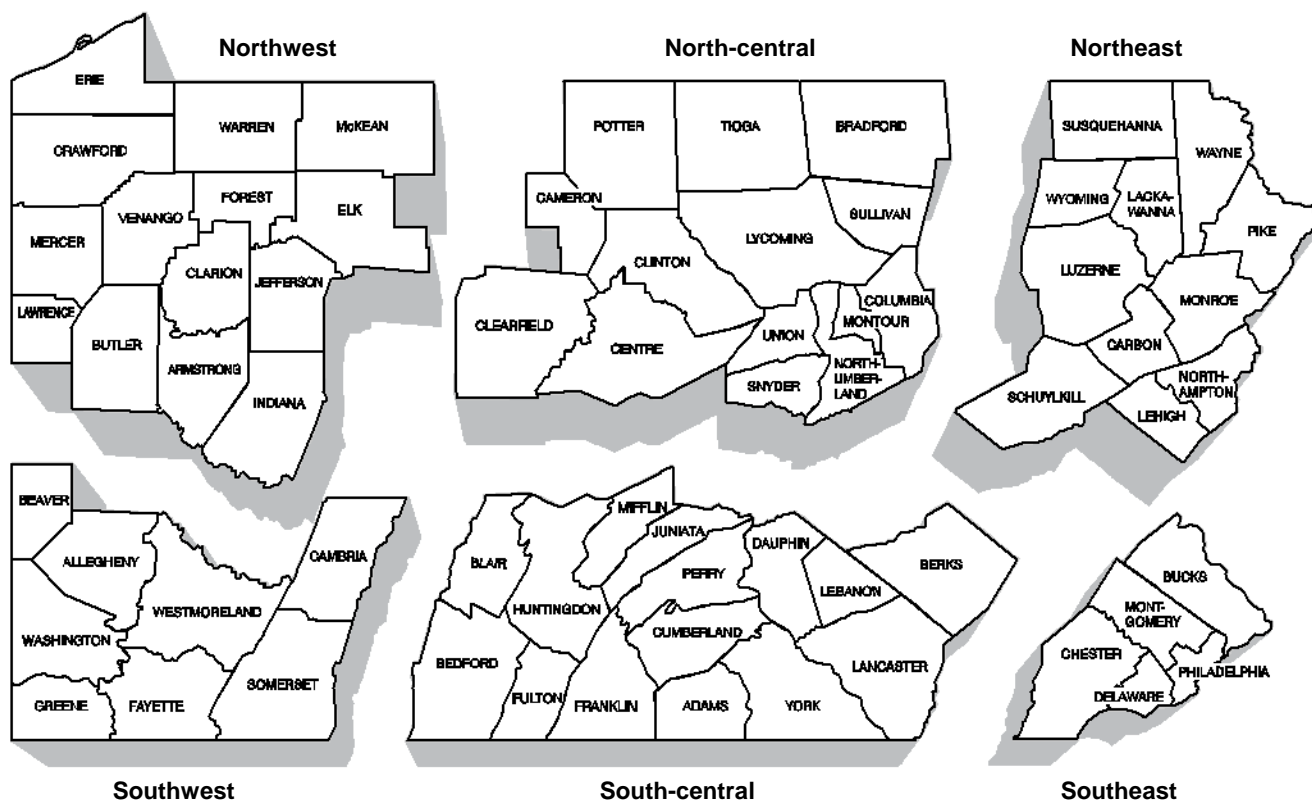 Northwest
ERIE
WARREN
McKEAN
CRAWFORD
FOREST
ELK
VENANGO
MERCER
CLARION
JEFFERSON
LAWRENCE
BUTLER
ARMSTRONG
INDIANA
North-central
POTTER
TIOGA
BRADFORD
CAMERON
SULLIVAN
LYCOMING
CLINTON
COLUMBIA
CLEARFIELD
MONTOUR
UNION
CENTRE
NORTH-
UMBER-
LAND
SNYDER
Northeast
SUSQUEHANNA
WAYNE
WYOMING
LACKA-
WANNA
PIKE
LUZERNE
MONROE
CARBON
NORTH-
AMPTON
SCHUYLKILL
LEHIGH
BEAVER
ALLEGHENY
CAMBRIA
WESTMORELAND
WASHINGTON
SOMERSET
GREENE
FAYETTE
Southwest
MIFFLIN
JUNIATA
DAUPHIN
BLAIR
PERRY
BERKS
LEBANON
HUNTINGDON
CUMBERLAND
BEDFORD
LANCASTER
FULTON
FRANKLIN
ADAMS
YORK
South-central
BUCKS
MONT-
GOMERY
CHESTER
PHILADELPHIA
DELAWARE
Southeast